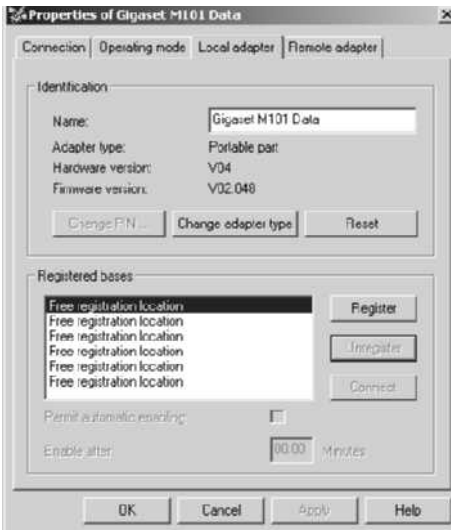 Properties of Gigaset M101 Data
Connection Operating mode Local adapter Remote adapter
Identification
Name: Gigaset M101 Data
Adapter type: Portable part
Hardware version: V04
Firmware version: V02.048
Change PIN... Change adapter type Reset
Registered bases
Free registration location
Free registration location
Free registration location
Free registration location
Free registration location
Free registration location
Register
Unregister
Connect
Permit automatic enabling:
Enable after: 00.00 Minutes
OK Cancel Apply Help